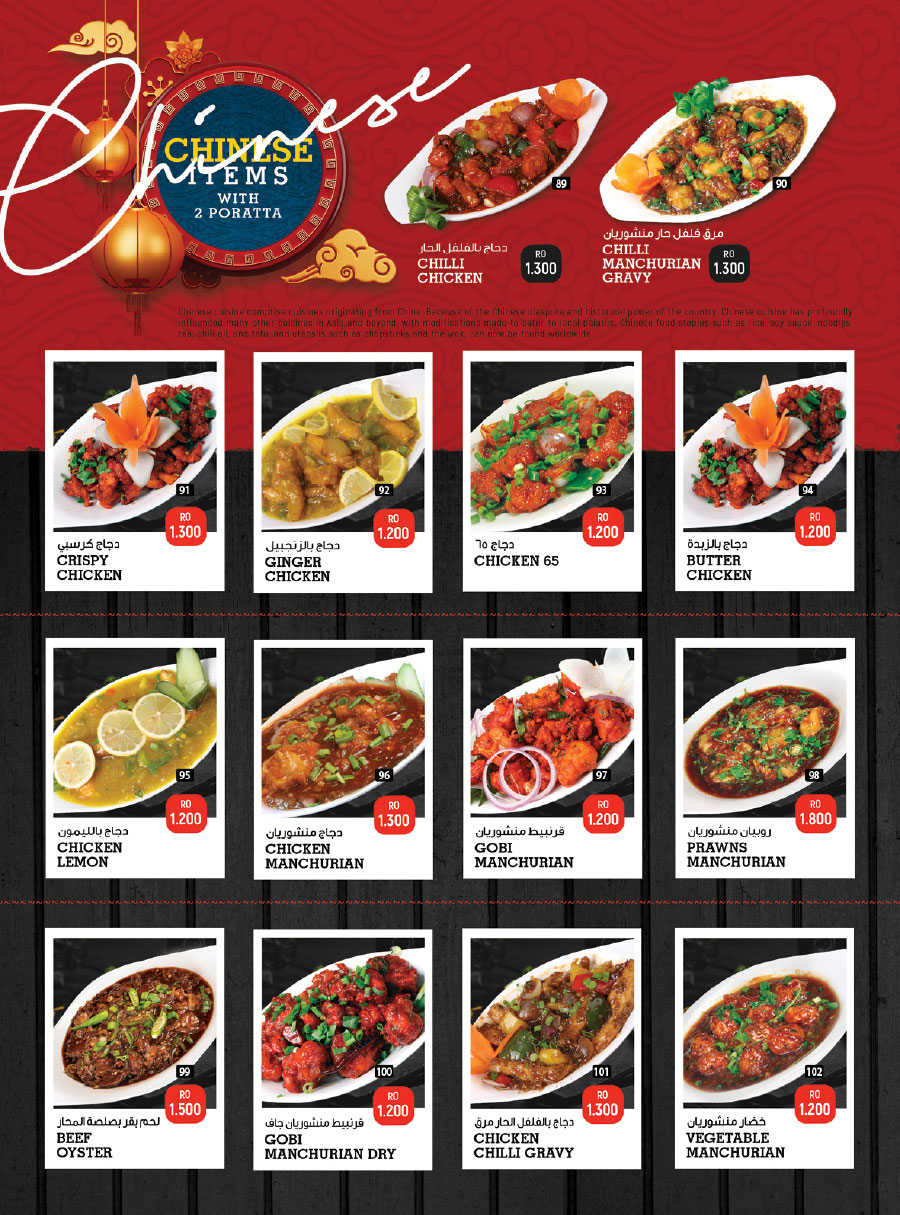 Chinese
CHINESE
ITEMS
WITH
2 PORATTA
89
دجاج بالفلفل الحار
CHILLI
CHICKEN
RO
1.300
90
مرق فلفل حار منشوريان
CHILLI
MANCHURIAN
GRAVY
RO
1.300
Chinese cuisine comprise cuisines originating from China. Because of the Chinese diaspora and historical power of the country, Chinese cuisine has profoundly
influenced many other cuisines in Asia and beyond, with modifications made to cater to local palates. Chinese food staples such as rice, soy sauce, noodles,
tea, chili oil, and tofu, and utensils such as chopsticks and the wok, can now be found worldwide.
91
RO
1.300
دجاج كرسبي
CRISPY
CHICKEN
92
RO
1.200
دجاج بالزنجبيل
GINGER
CHICKEN
93
RO
1.200
دجاج ٦٥
CHICKEN 65
94
RO
1.200
دجاج بالزبدة
BUTTER
CHICKEN
95
RO
1.200
دجاج بالليمون
CHICKEN
LEMON
96
RO
1.300
دجاج منشوريان
CHICKEN
MANCHURIAN
97
RO
1.200
قرنبيط منشوريان
GOBI
MANCHURIAN
98
RO
1.800
روبيان منشوريان
PRAWNS
MANCHURIAN
99
RO
1.500
لحم بقر بصلصة المحار
BEEF
OYSTER
100
RO
1.200
قرنبيط منشوريان جاف
GOBI
MANCHURIAN DRY
101
RO
1.300
دجاج بالفلفل الحار مرق
CHICKEN
CHILLI GRAVY
102
RO
1.200
خضار منشوريان
VEGETABLE
MANCHURIAN